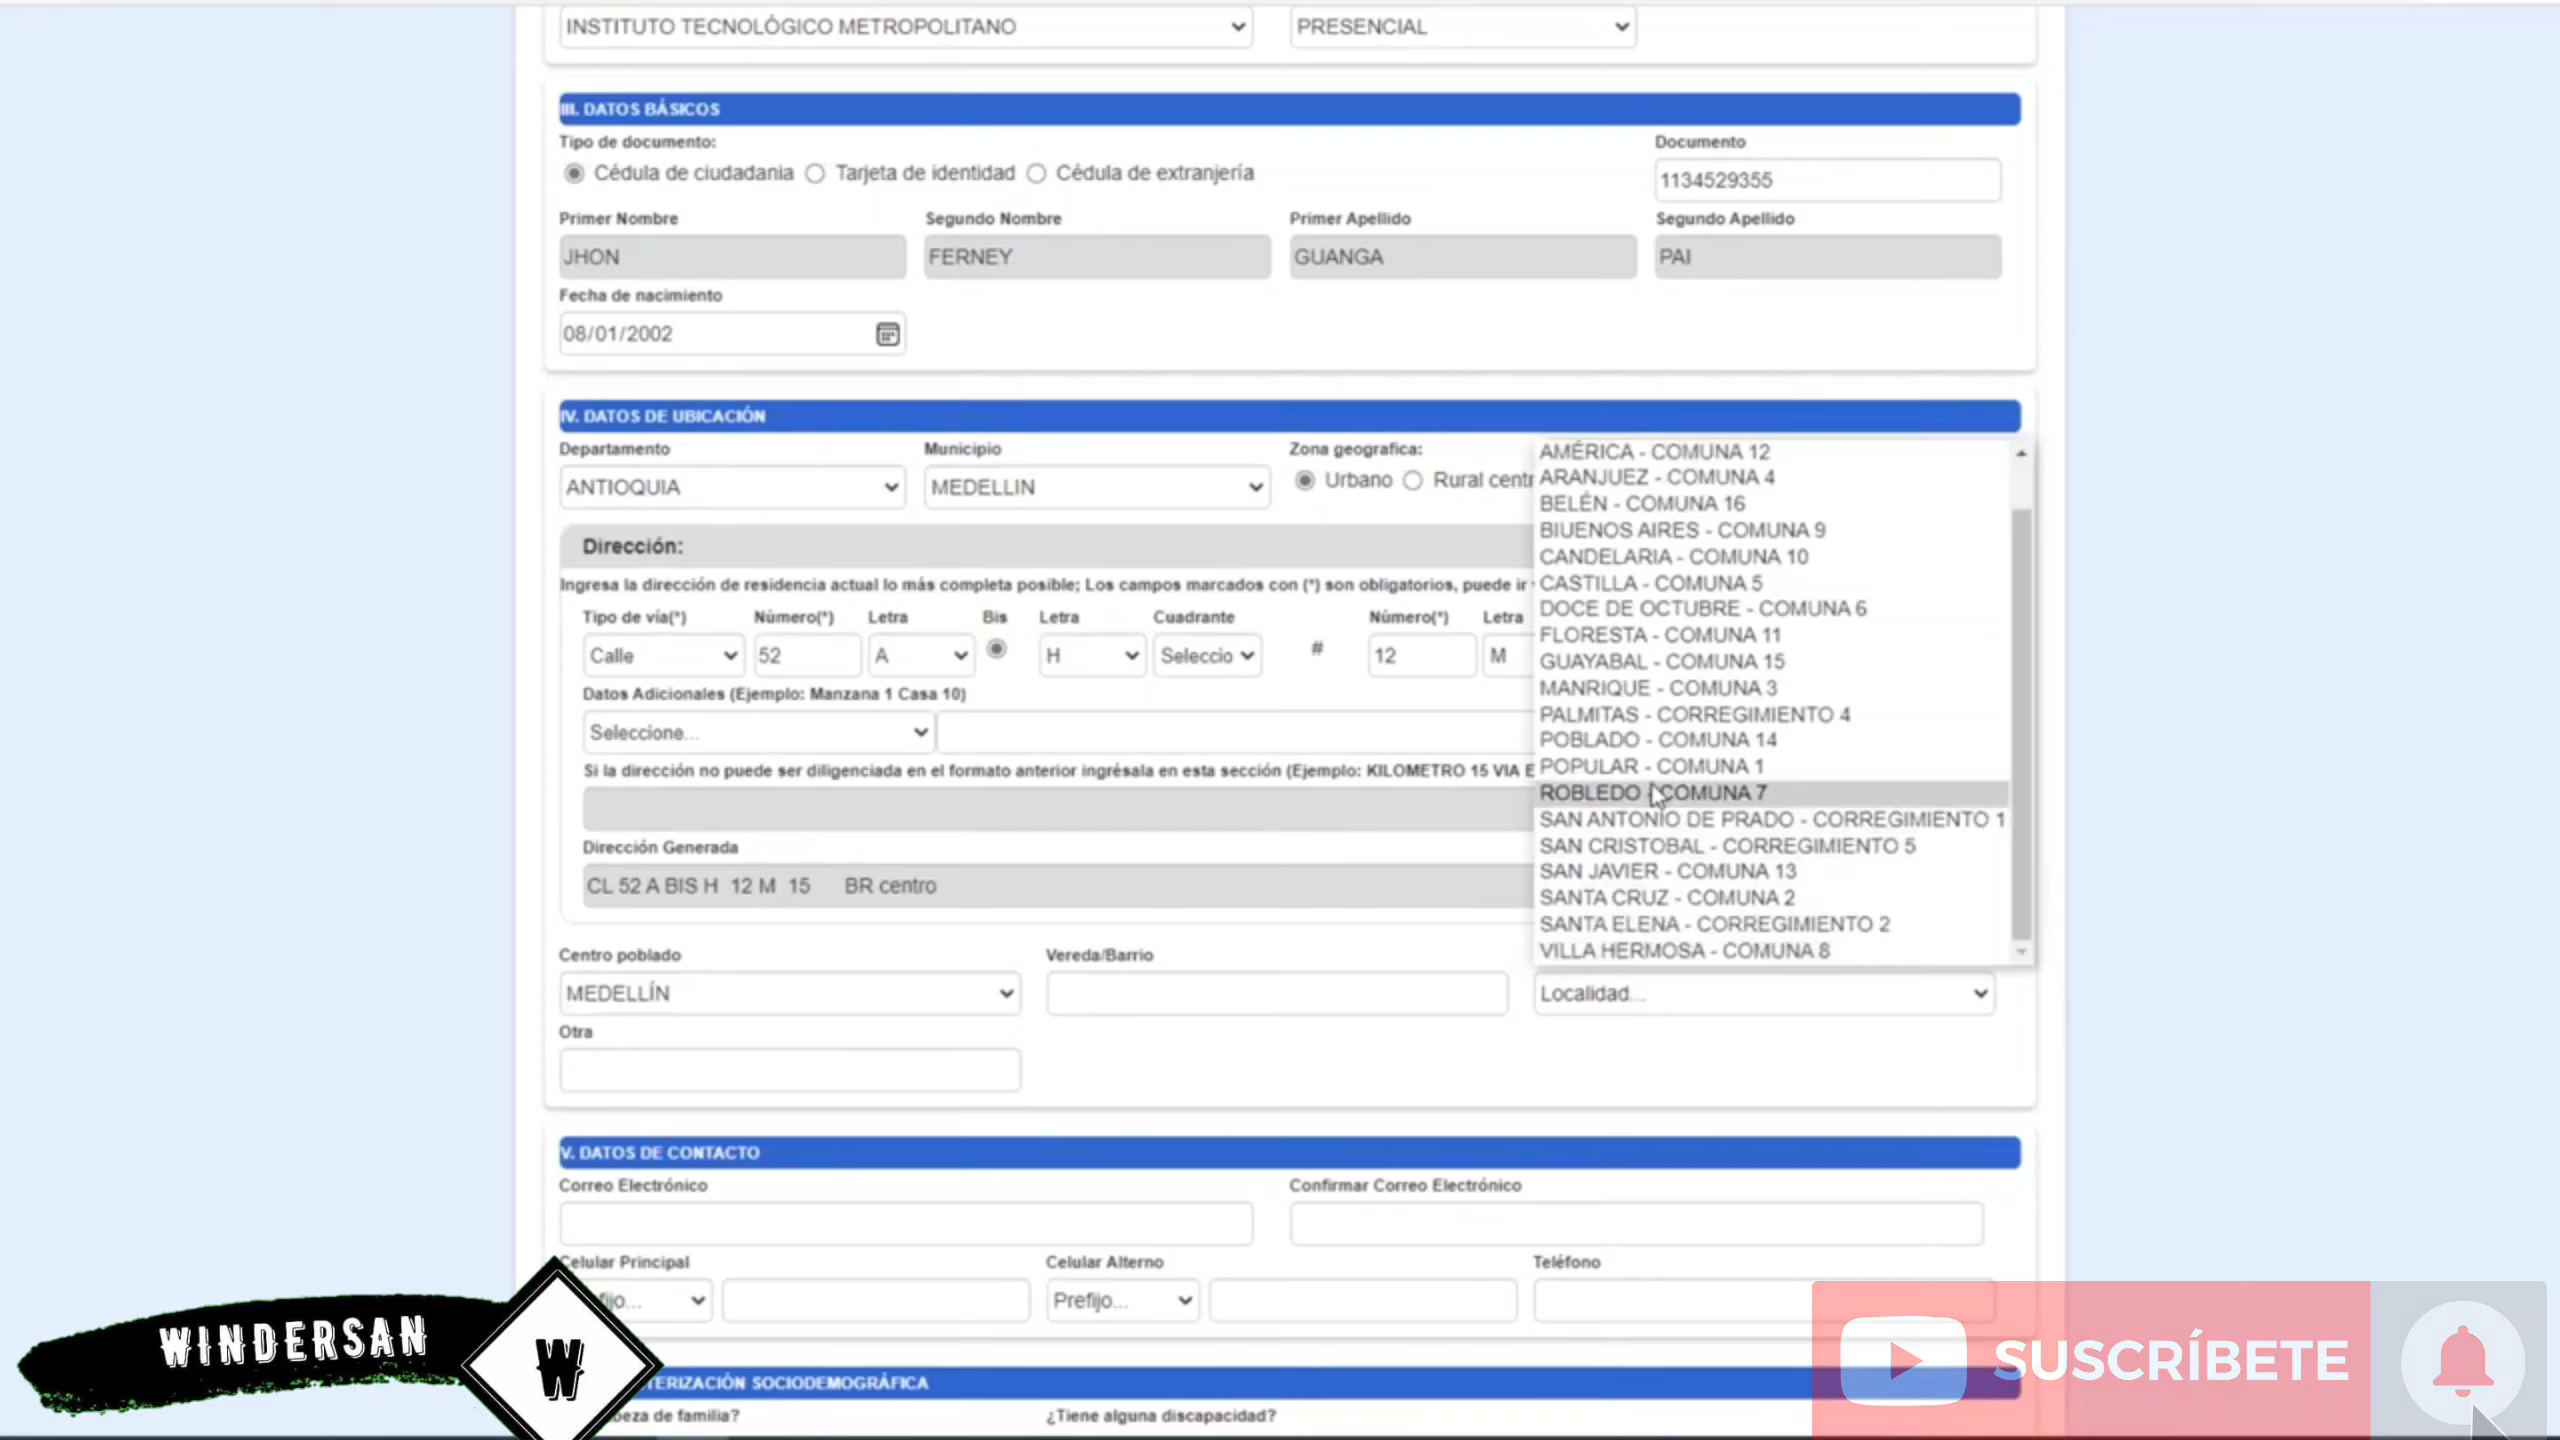 INSTITUTO TECNOLÓGICO METROPOLITANO PRESENCIAL
III. DATOS BÁSICOS
Tipo de documento: Documento
Cédula de ciudadania Tarjeta de identidad Cédula de extranjería 1134529355
Primer Nombre Segundo Nombre Primer Apellido Segundo Apellido
JHON FERNEY GUANGA PAI
Fecha de nacimiento
08/01/2002
IV. DATOS DE UBICACIÓN
Departamento Municipio Zona geografica:
ANTIOQUIA MEDELLIN Urbano Rural centr
Dirección:
Ingresa la dirección de residencia actual lo más completa posible; Los campos marcados con (*) son obligatorios, puede ir
Tipo de vía(*) Número(*) Letra Bis Letra Cuadrante Número(*) Letra
Calle 52 A H Seleccio # 12 M
Datos Adicionales (Ejemplo: Manzana 1 Casa 10)
Seleccione...
Si la dirección no puede ser diligenciada en el formato anterior ingrésala en esta sección (Ejemplo: KILOMETRO 15 VIA E
Dirección Generada
CL 52 A BIS H 12 M 15 BR centro
AMÉRICA - COMUNA 12
ARANJUEZ - COMUNA 4
BELÉN - COMUNA 16
BIUENOS AIRES - COMUNA 9
CANDELARIA - COMUNA 10
CASTILLA - COMUNA 5
DOCE DE OCTUBRE - COMUNA 6
FLORESTA - COMUNA 11
GUAYABAL - COMUNA 15
MANRIQUE - COMUNA 3
PALMITAS - CORREGIMIENTO 4
POBLADO - COMUNA 14
POPULAR - COMUNA 1
ROBLEDO - COMUNA 7
SAN ANTONIO DE PRADO - CORREGIMIENTO 1
SAN CRISTOBAL - CORREGIMIENTO 5
SAN JAVIER - COMUNA 13
SANTA CRUZ - COMUNA 2
SANTA ELENA - CORREGIMIENTO 2
VILLA HERMOSA - COMUNA 8
Centro poblado Vereda/Barrio
MEDELLÍN Localidad...
Otra
V. DATOS DE CONTACTO
Correo Electrónico Confirmar Correo Electrónico
Celular Principal Celular Alterno Teléfono
fijo... Prefijo...
TERIZACIÓN SOCIODEMOGRÁFICA
beza de familia? ¿Tiene alguna discapacidad?
WINDERSAN
W
SUSCRÍBETE